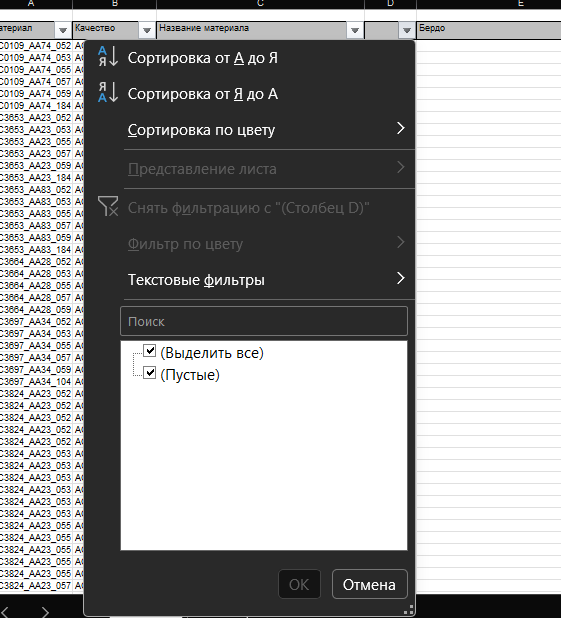 A B C D E
атериал Качество Название материала Бердо
C0109_AA74_052
C0109_AA74_053
C0109_AA74_055
C0109_AA74_057
C0109_AA74_059
C0109_AA74_184
C3653_AA23_052
C3653_AA23_053
C3653_AA23_055
C3653_AA23_057
C3653_AA23_059
C3653_AA23_184
C3653_AA83_052
C3653_AA83_053
C3653_AA83_055
C3653_AA83_057
C3653_AA83_059
C3653_AA83_184
C3664_AA28_052
C3664_AA28_053
C3664_AA28_055
C3664_AA28_057
C3664_AA28_059
C3697_AA34_052
C3697_AA34_053
C3697_AA34_055
C3697_AA34_057
C3697_AA34_059
C3697_AA34_104
C3824_AA23_052
C3824_AA23_052
C3824_AA23_052
C3824_AA23_052
C3824_AA23_053
C3824_AA23_053
C3824_AA23_053
C3824_AA23_053
C3824_AA23_053
C3824_AA23_053
C3824_AA23_055
C3824_AA23_055
C3824_AA23_055
C3824_AA23_055
C3824_AA23_055
C3824_AA23_057
Сортировка от А до Я
Сортировка от Я до А
Сортировка по цвету
Представление листа
Снять фильтрацию с "(Столбец D)"
Фильтр по цвету
Текстовые фильтры
Поиск
(Выделить все)
(Пустые)
ОК Отмена